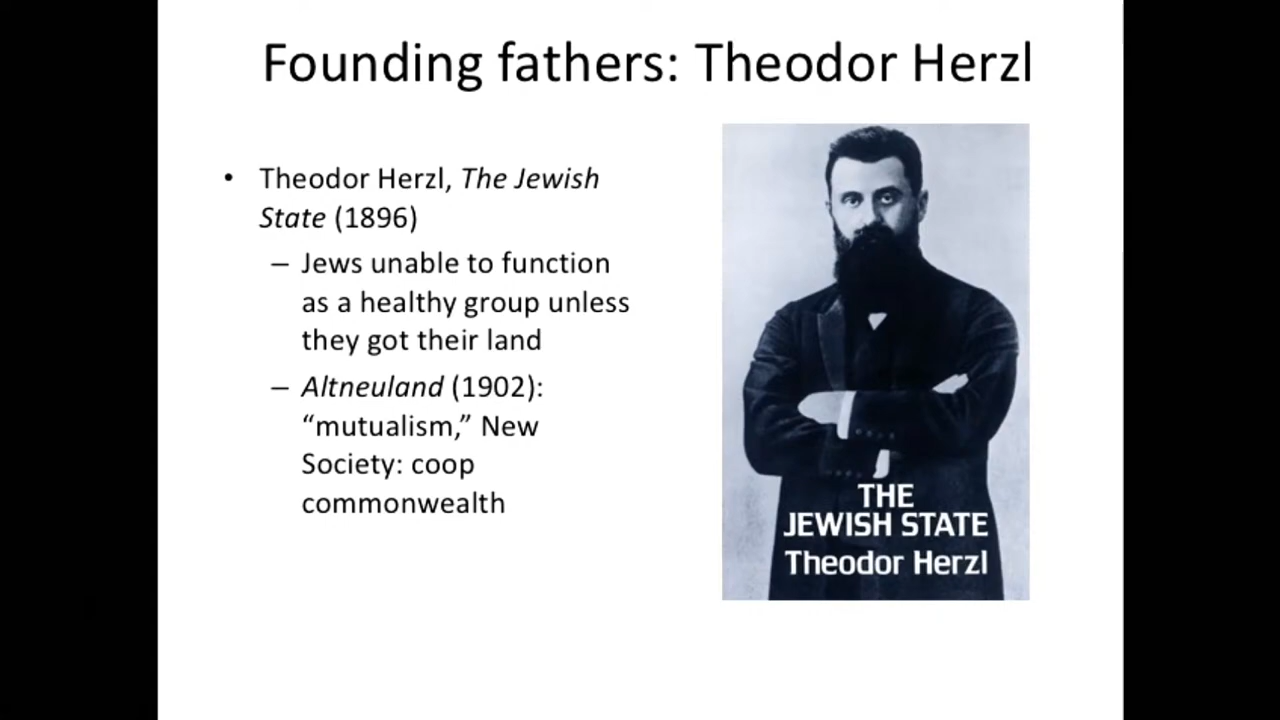 Founding fathers: Theodor Herzl
• Theodor Herzl, The Jewish
State (1896)
– Jews unable to function
as a healthy group unless
they got their land
– Altneuland (1902):
“mutualism,” New
Society: coop
commonwealth
THE
JEWISH STATE
Theodor Herzl